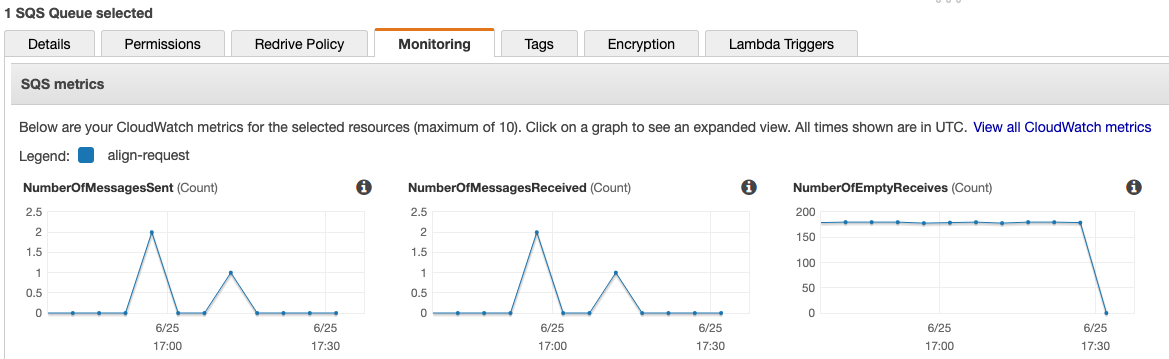 1 SQS Queue selected
Details Permissions Redrive Policy Monitoring Tags Encryption Lambda Triggers
SQS metrics
Below are your CloudWatch metrics for the selected resources (maximum of 10). Click on a graph to see an expanded view. All times shown are in UTC. View all CloudWatch metrics
Legend: align-request
NumberOfMessagesSent (Count)
2.5
2
1.5
1
0.5
0
6/25 17:00
6/25 17:30
NumberOfMessagesReceived (Count)
2.5
2
1.5
1
0.5
0
6/25 17:00
6/25 17:30
NumberOfEmptyReceives (Count)
200
150
100
50
0
6/25 17:00
6/25 17:30